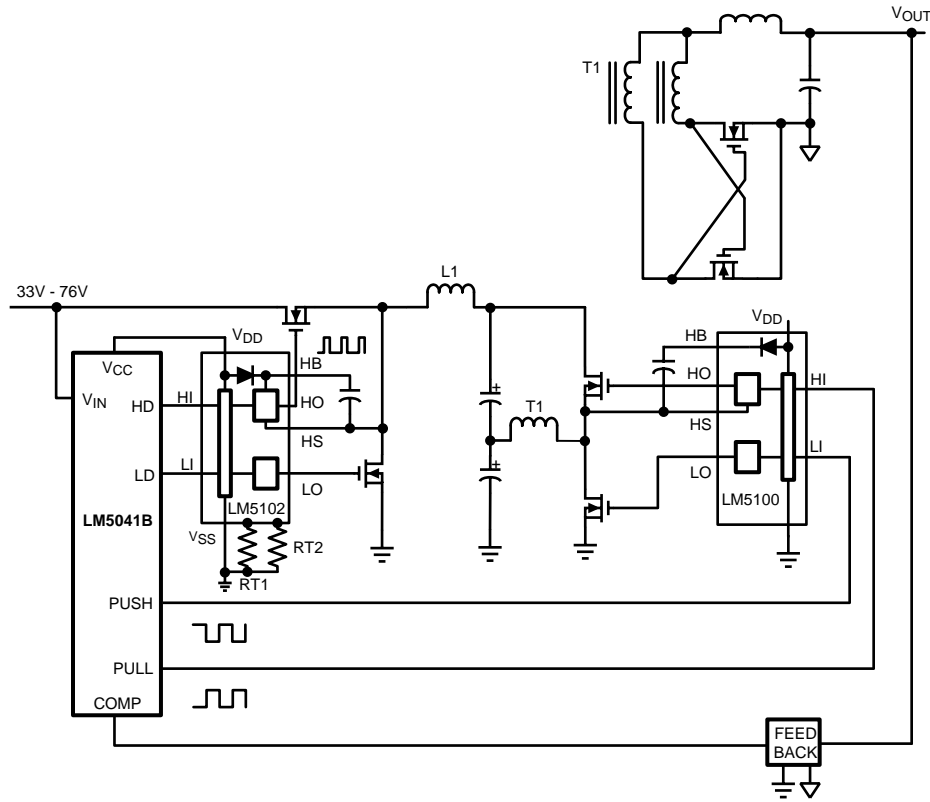 VOUT
T1
L1
33V - 76V
VDD
VDD
HB
HB
VCC
HO
HI
VIN
HD
HI
HO
HS
HS
T1
LI
LD
LI
LO
LO
LM5100
LM5102
LM5041B
VSS
RT2
RT1
PUSH
PULL
COMP
FEED
BACK
+
+